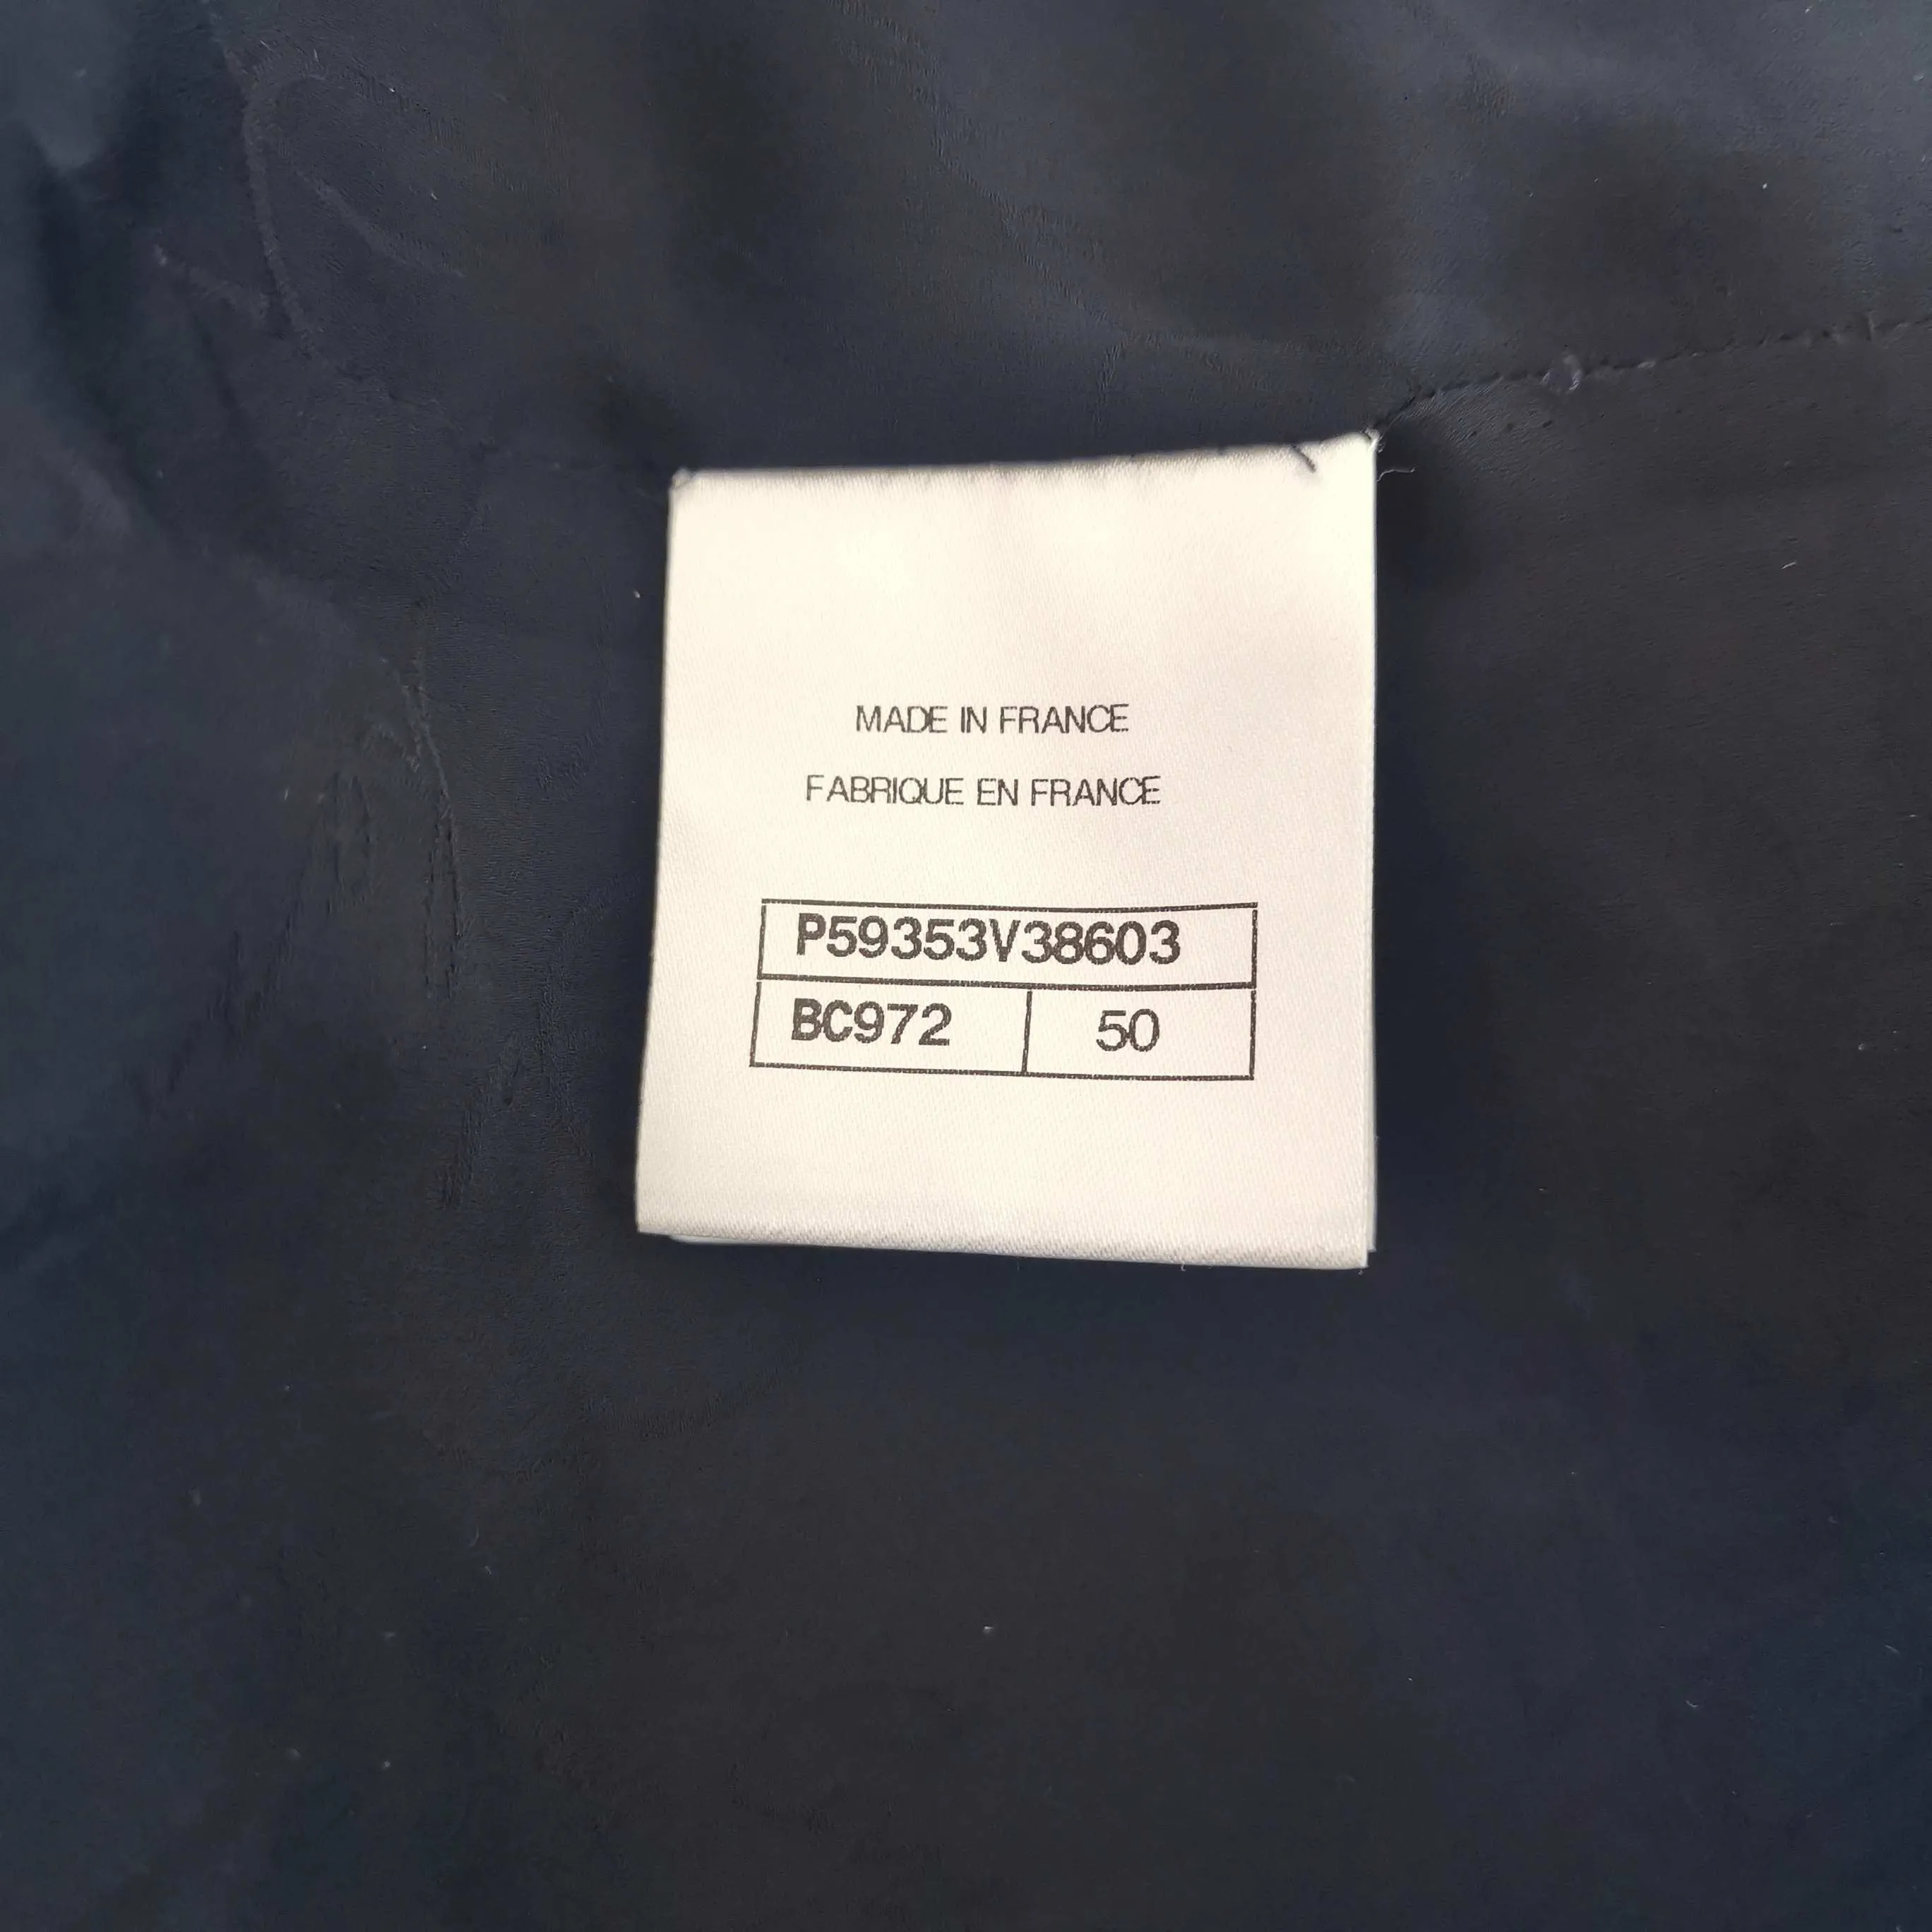 MADE IN FRANCE
FABRIQUE EN FRANCE
P59353V38603
BC972 50